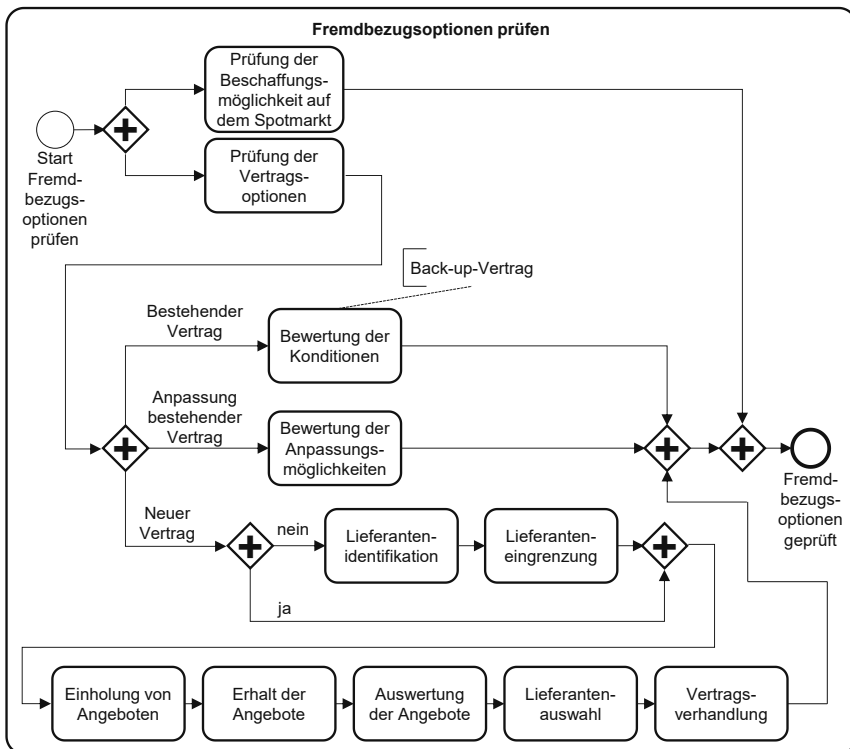 Fremdbezugsoptionen prüfen
Prüfung der
Beschaffungs-
möglichkeit auf
dem Spotmarkt
Start
Fremd-
bezugs-
optionen
prüfen
Prüfung der
Vertrags-
optionen
Back-up-Vertrag
Bestehender
Vertrag
Bewertung der
Konditionen
Anpassung
bestehender
Vertrag
Bewertung der
Anpassungs-
möglichkeiten
Fremd-
bezugs-
optionen
geprüft
Neuer
Vertrag
nein
Lieferanten-
identifikation
Lieferanten-
eingrenzung
ja
Einholung von
Angeboten
Erhalt der
Angebote
Auswertung
der Angebote
Lieferanten-
auswahl
Vertrags-
verhandlung